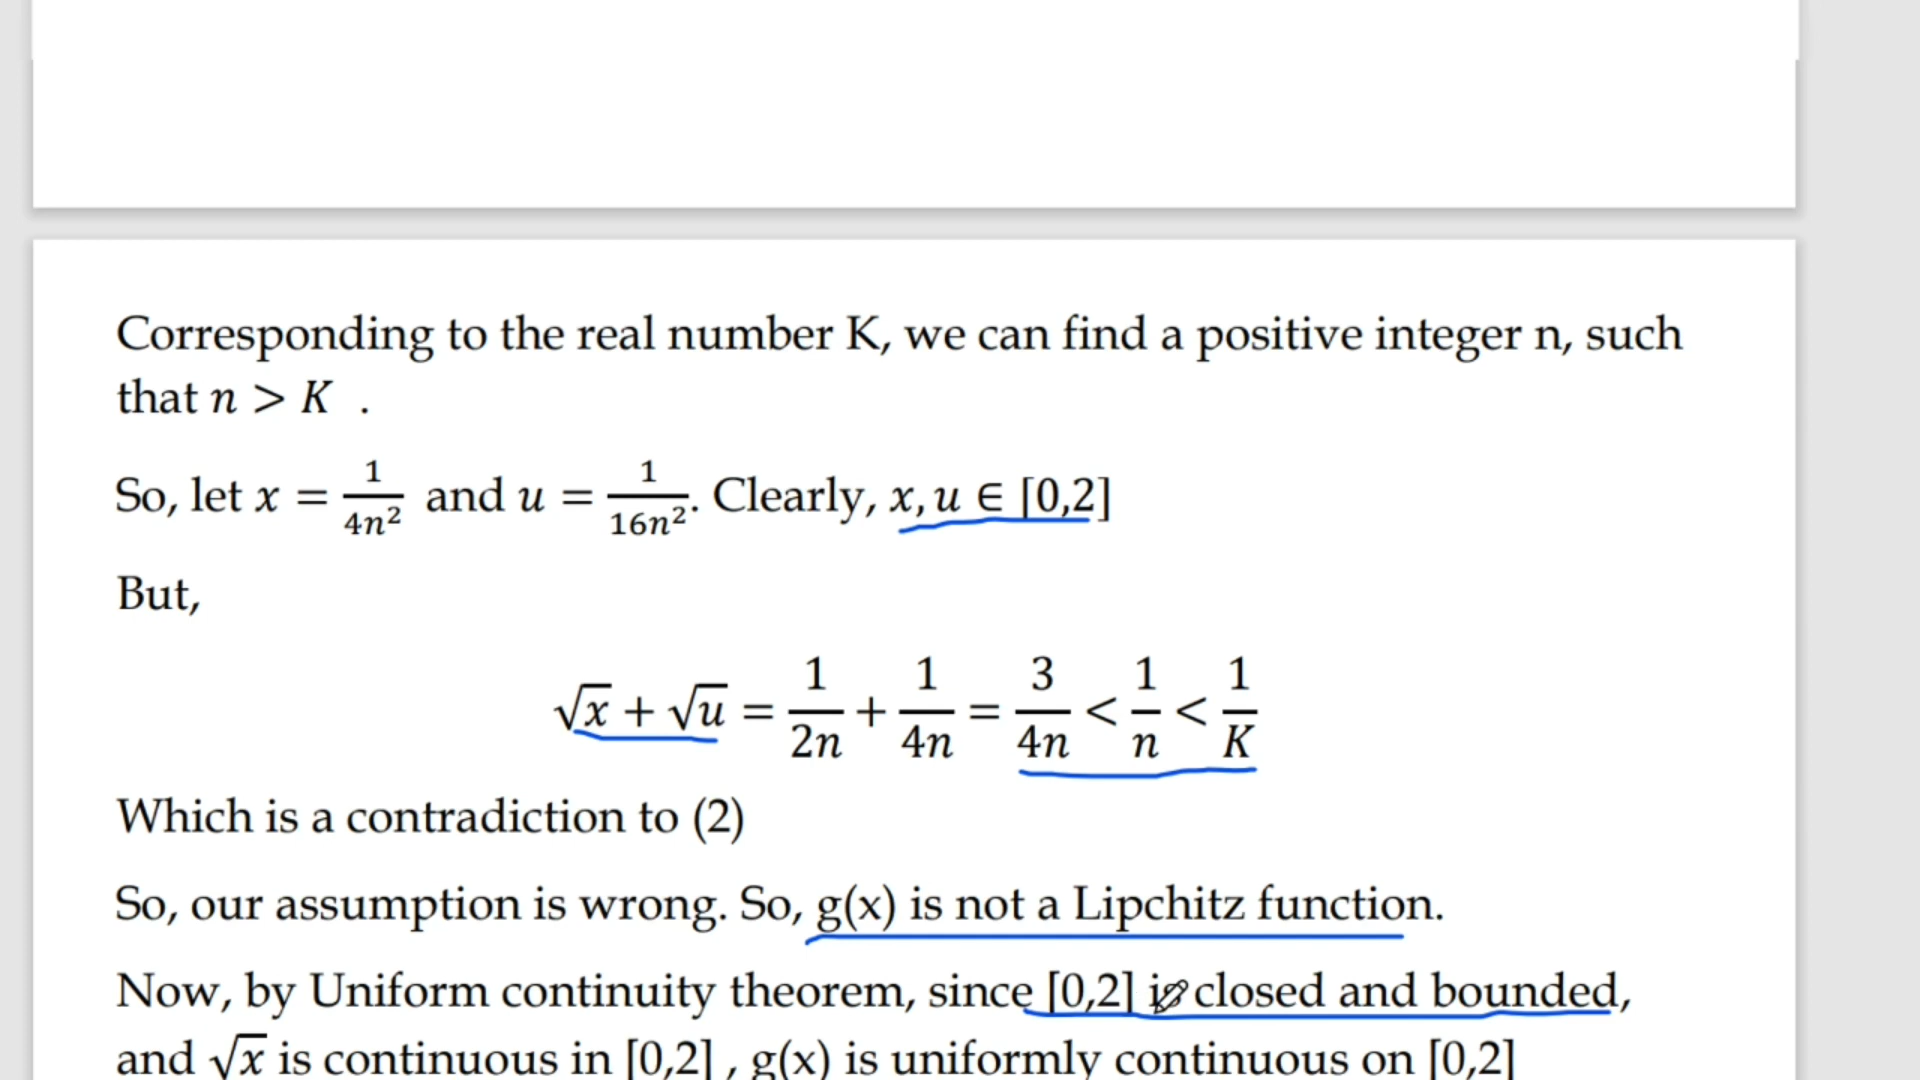 Corresponding to the real number K, we can find a positive integer n, such
that n > K .
So, let x = 1/4n² and u = 1/16n². Clearly, x, u ∈ [0,2]
But,
√x + √u = 1/2n + 1/4n = 3/4n < 1/n < 1/K
Which is a contradiction to (2)
So, our assumption is wrong. So, g(x) is not a Lipchitz function.
Now, by Uniform continuity theorem, since [0,2] is closed and bounded,
and √x is continuous in [0,2] , g(x) is uniformly continuous on [0,2]